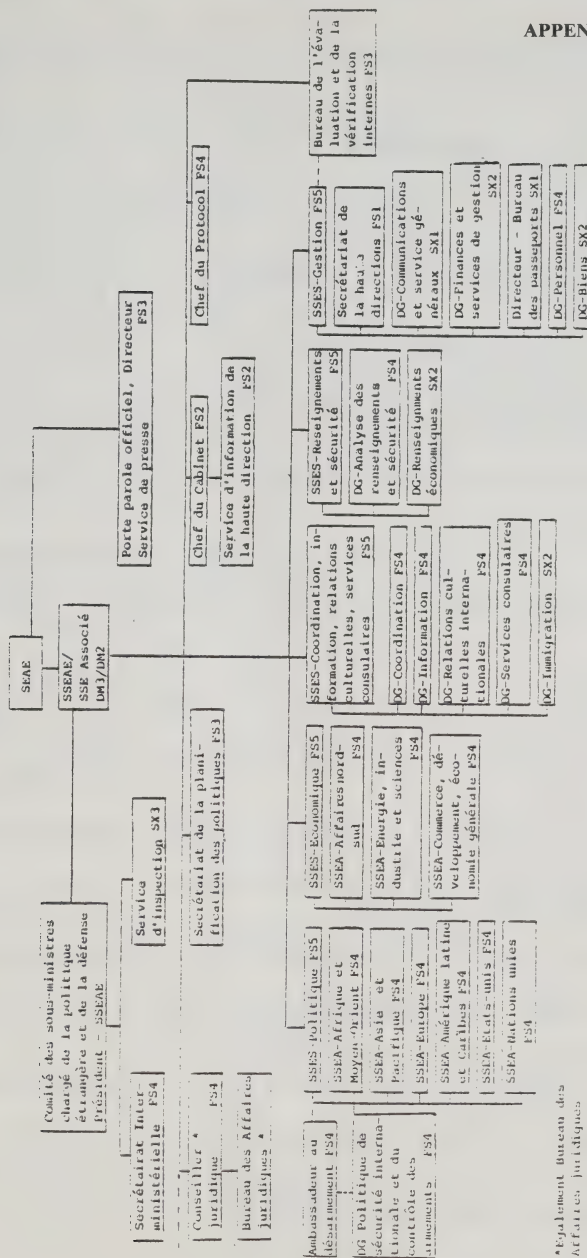 APPEN
SEAE
SSEAE/
SSE Associé
DM3/DM2
Comité des sous-ministres
chargé de la politique
étrangère et de la défense
Président - SSEAE
Porte parole officiel, Directeur
Service de presse FS3
Secrétairat Inter
ministérielle FS4
Service
d'inspection SX3
Conseiller *
juridique FS4
Bureau des Affaires
juridiques *
Secrétariat de la plani-
fication des politiques FS3
Chef du Cabinet FS2
Service d'information de
la haute direction FS2
Chef du Protocol FS4
Bureau de l'éva-
luation et de la
vérification
internes FS3
Ambassadeur au
désarmement FS4
DG Politique de
sécurité interna-
tionale et du
contrôle des
armements FS4
SSES-Politique FS5
SSEA-Afrique et
Moyen Orient FS4
SSEA-Asie et
Pacifique FS4
SSEA-Europe FS4
SSEA-Amérique latine
et Caribes FS4
SSEA-Etats-unis FS4
SSEA-Nations unies
FS4
SSES-Economique FS5
SSEA-Affaires nord-
sud FS4
SSEA-Energie, in-
dustrie et sciences
FS4
SSEA-Commerce, dé-
veloppement, éco-
nomie générale FS4
SSES-Coordination, in-
formation, relations
culturelles, services
consulaires FS5
DG-Coordination FS4
DG-Information FS4
DG-Relations cul-
turelles interna-
tionales FS4
DG-Services consulaires
FS4
DG-Immigration SX2
SSES-Reseignements
et sécurité FS5
DG-Analyse des
renseignements
et sécurité FS4
DG-Renseignments
économiques SX2
SSES-Gestion FS5
Secrétariat de
la haute
directions FS1
DG-Communications
et service gé-
néraux SX1
DG-Finances et
services de gestion
SX2
Directeur - Bureau
des passeports SX1
DG-Personnel FS4
DG-Biens SX2
*Egalement Bureau des
affaires juridiques